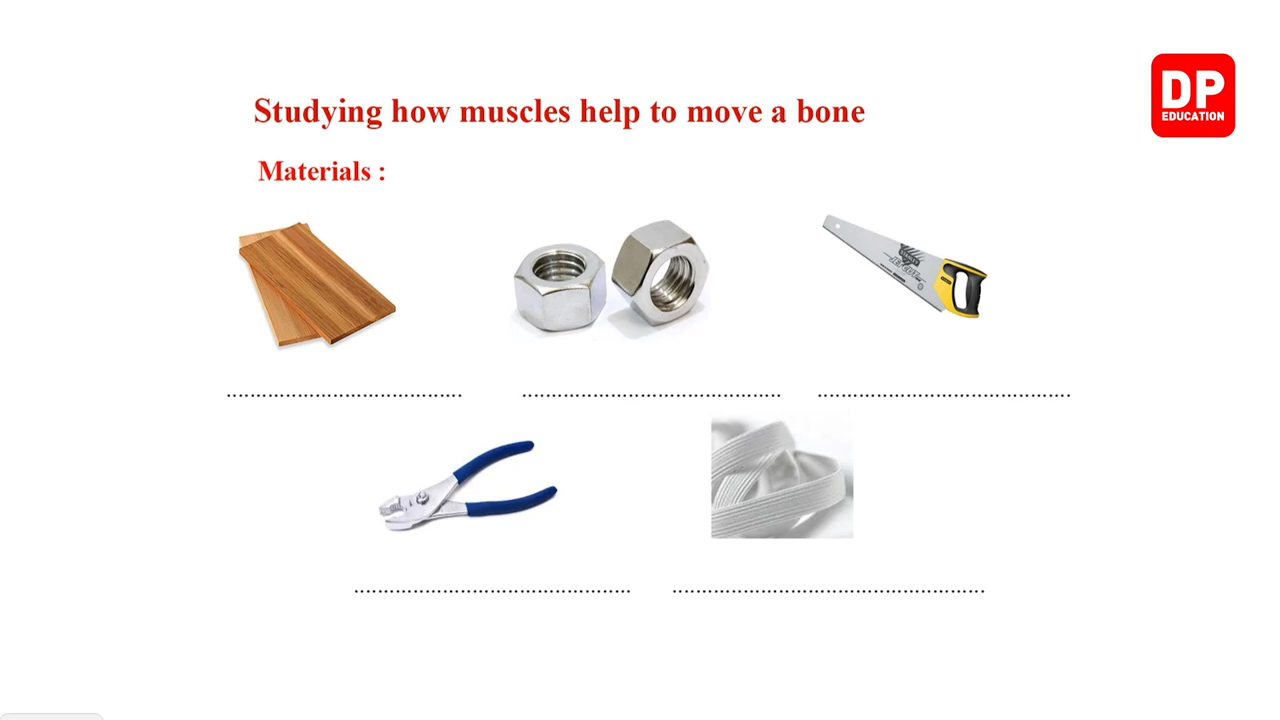 DP
EDUCATION
Studying how muscles help to move a bone
Materials :
........................................
............................................
...........................................
...............................................
.....................................................